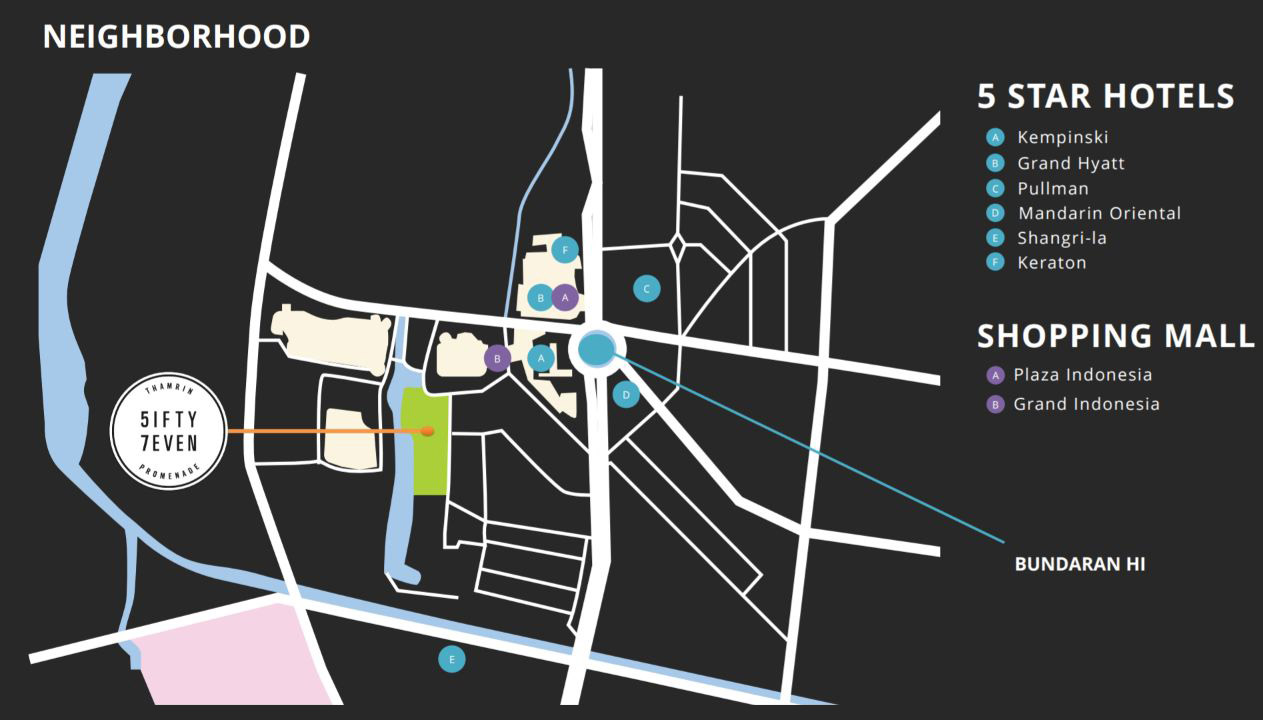 NEIGHBORHOOD
5 STAR HOTELS
A Kempinski
B Grand Hyatt
C Pullman
D Mandarin Oriental
E Shangri-la
F Keraton
SHOPPING MALL
A Plaza Indonesia
B Grand Indonesia
F
B A
C
B
A
D
THAMRIN
5IFTY
7EVEN
PROMENADE
BUNDARAN HI
E